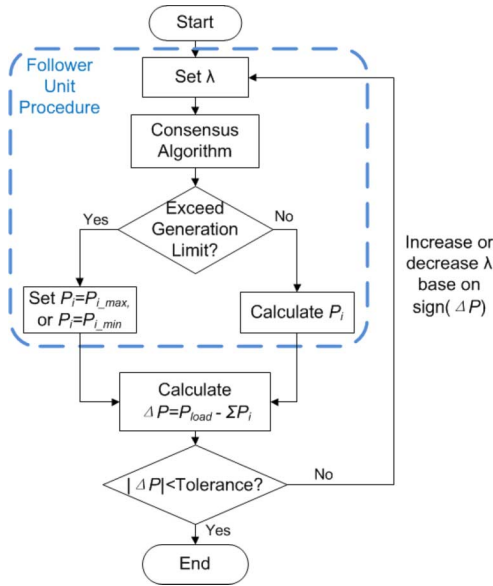 Start
Follower
Unit
Procedure
Set λ
Consensus
Algorithm
Exceed
Generation
Limit?
Yes
No
Set Pi=Pi_max,
or Pi=Pi_min
Calculate Pi
Increase or
decrease λ
base on
sign( ΔP)
Calculate
ΔP=Pload - ΣPi
| ΔP|<Tolerance?
No
Yes
End